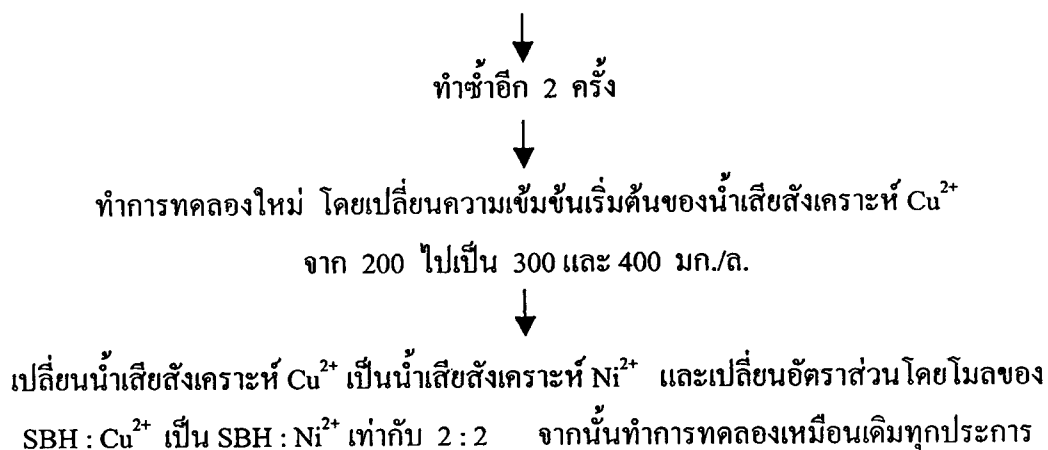 ทำซ้ำอีก 2 ครั้ง
ทำการทดลองใหม่ โดยเปลี่ยนความเข้มข้นเริ่มต้นของน้ำเสียสังเคราะห์ Cu²⁺
จาก 200 ไปเป็น 300 และ 400 มก./ล.
เปลี่ยนน้ำเสียสังเคราะห์ Cu²⁺ เป็นน้ำเสียสังเคราะห์ Ni²⁺ และเปลี่ยนอัตราส่วนโดยโมลของ
SBH : Cu²⁺ เป็น SBH : Ni²⁺ เท่ากับ 2 : 2 จากนั้นทำการทดลองเหมือนเดิมทุกประการ